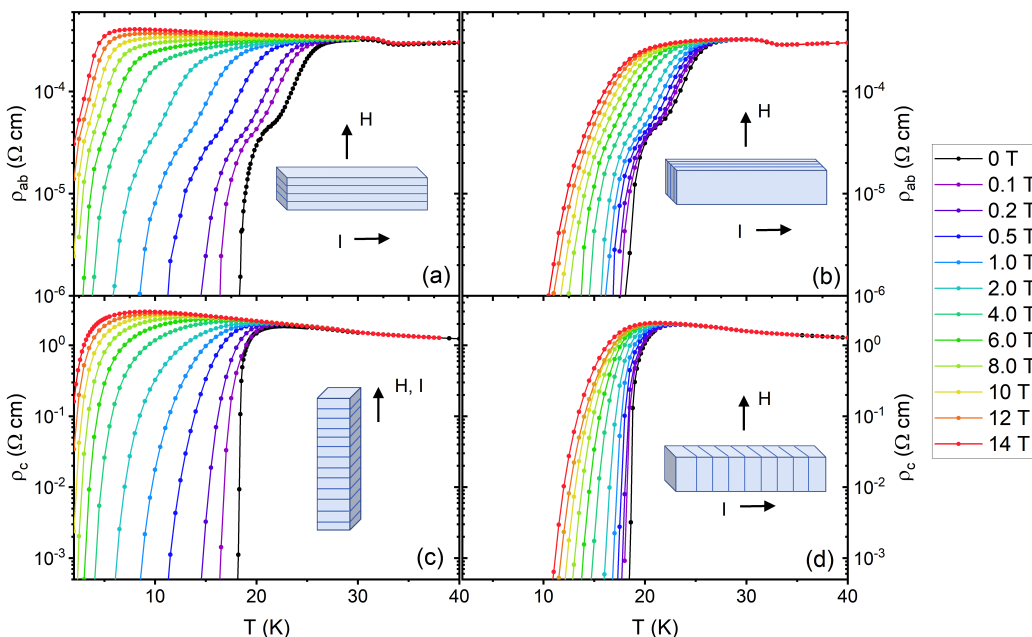 ρab (Ω cm)
10⁻⁴
10⁻⁵
10⁻⁶
H
I
(a)
10⁻⁴
10⁻⁵
10⁻⁶
ρab (Ω cm)
H
I
(b)
ρc (Ω cm)
10⁰
10⁻¹
10⁻²
10⁻³
H, I
(c)
10⁰
10⁻¹
10⁻²
10⁻³
ρc (Ω cm)
H
I
(d)
10 20 30 40
T (K)
10 20 30 40
T (K)
0 T
0.1 T
0.2 T
0.5 T
1.0 T
2.0 T
4.0 T
6.0 T
8.0 T
10 T
12 T
14 T